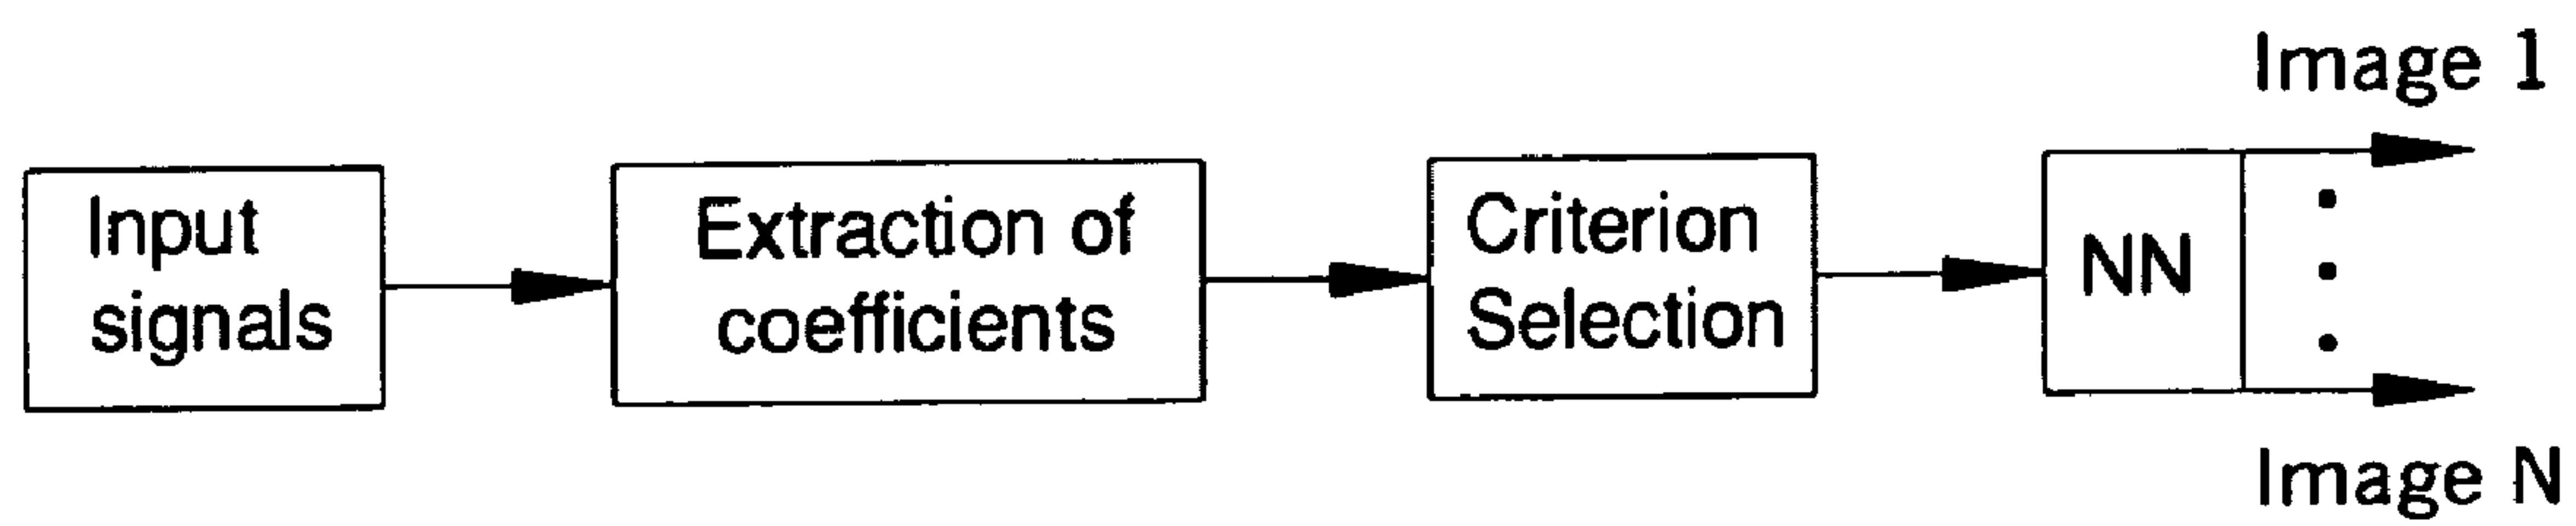 Input
signals
Extraction of
coefficients
Criterion
Selection
NN
Image 1
Image N